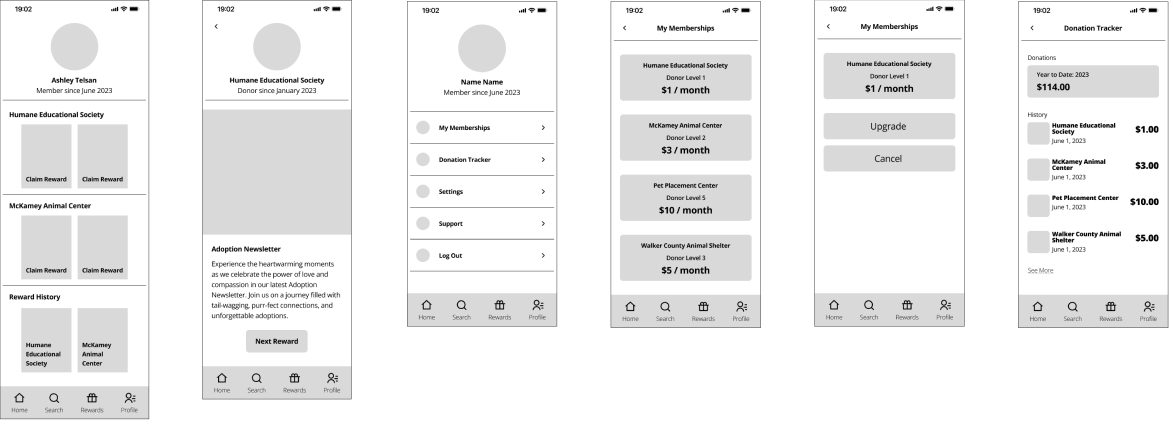 19:02
Ashley Telsan
Member since June 2023
Humane Educational Society
Claim Reward
Claim Reward
McKamey Animal Center
Claim Reward
Claim Reward
Reward History
Humane
Educational
Society
McKamey
Animal
Center
Home
Search
Rewards
Profile
19:02
Humane Educational Society
Donor since January 2023
Adoption Newsletter
Experience the heartwarming moments
as we celebrate the power of love and
compassion in our latest Adoption
Newsletter. Join us on a journey filled with
tail-wagging, purr-fect connections, and
unforgettable adoptions.
Next Reward
Home
Search
Rewards
Profile
19:02
Name Name
Member since June 2023
My Memberships
Donation Tracker
Settings
Support
Log Out
Home
Search
Rewards
Profile
19:02
My Memberships
Humane Educational Society
Donor Level 1
$1 / month
McKamey Animal Center
Donor Level 2
$3 / month
Pet Placement Center
Donor Level 5
$10 / month
Walker County Animal Shelter
Donor Level 3
$5 / month
Home
Search
Rewards
Profile
19:02
My Memberships
Humane Educational Society
Donor Level 1
$1 / month
Upgrade
Cancel
Home
Search
Rewards
Profile
19:02
Donation Tracker
Donations
Year to Date: 2023
$114.00
History
Humane Educational
Society
June 1, 2023
$1.00
McKamey Animal
Center
June 1, 2023
$3.00
Pet Placement Center
June 1, 2023
$10.00
Walker County Animal
Shelter
June 1, 2023
$5.00
See More
Home
Search
Rewards
Profile